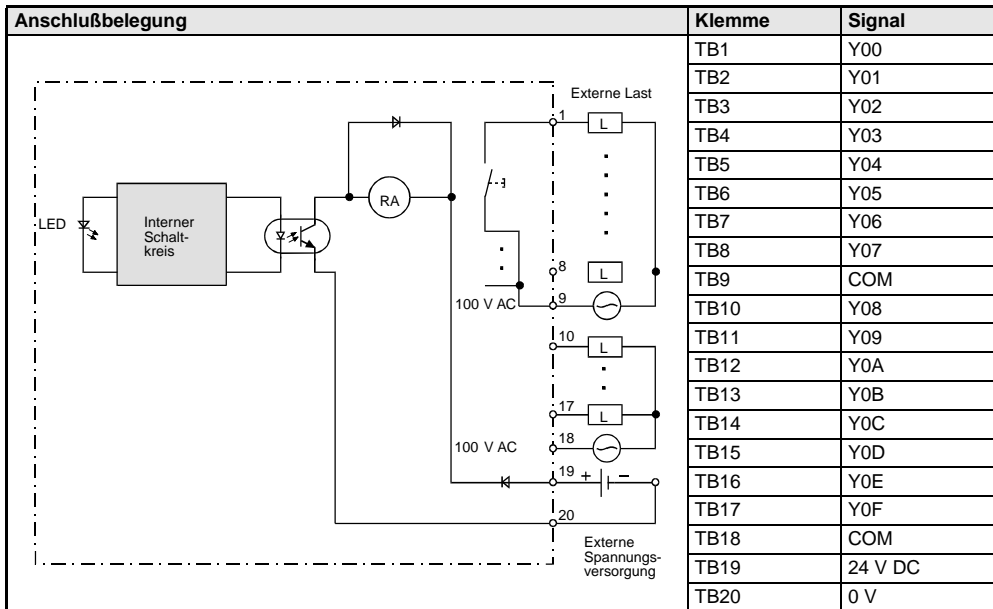 Anschlußbelegung
Klemme Signal
TB1 Y00
TB2 Y01
TB3 Y02
TB4 Y03
TB5 Y04
TB6 Y05
TB7 Y06
TB8 Y07
TB9 COM
TB10 Y08
TB11 Y09
TB12 Y0A
TB13 Y0B
TB14 Y0C
TB15 Y0D
TB16 Y0E
TB17 Y0F
TB18 COM
TB19 24 V DC
TB20 0 V
Externe Last
1
L
RA
LED
Interner
Schalt-
kreis
8
L
100 V AC
9
10
L
17
L
100 V AC
18
19 + −
20
Externe
Spannungs-
versorgung